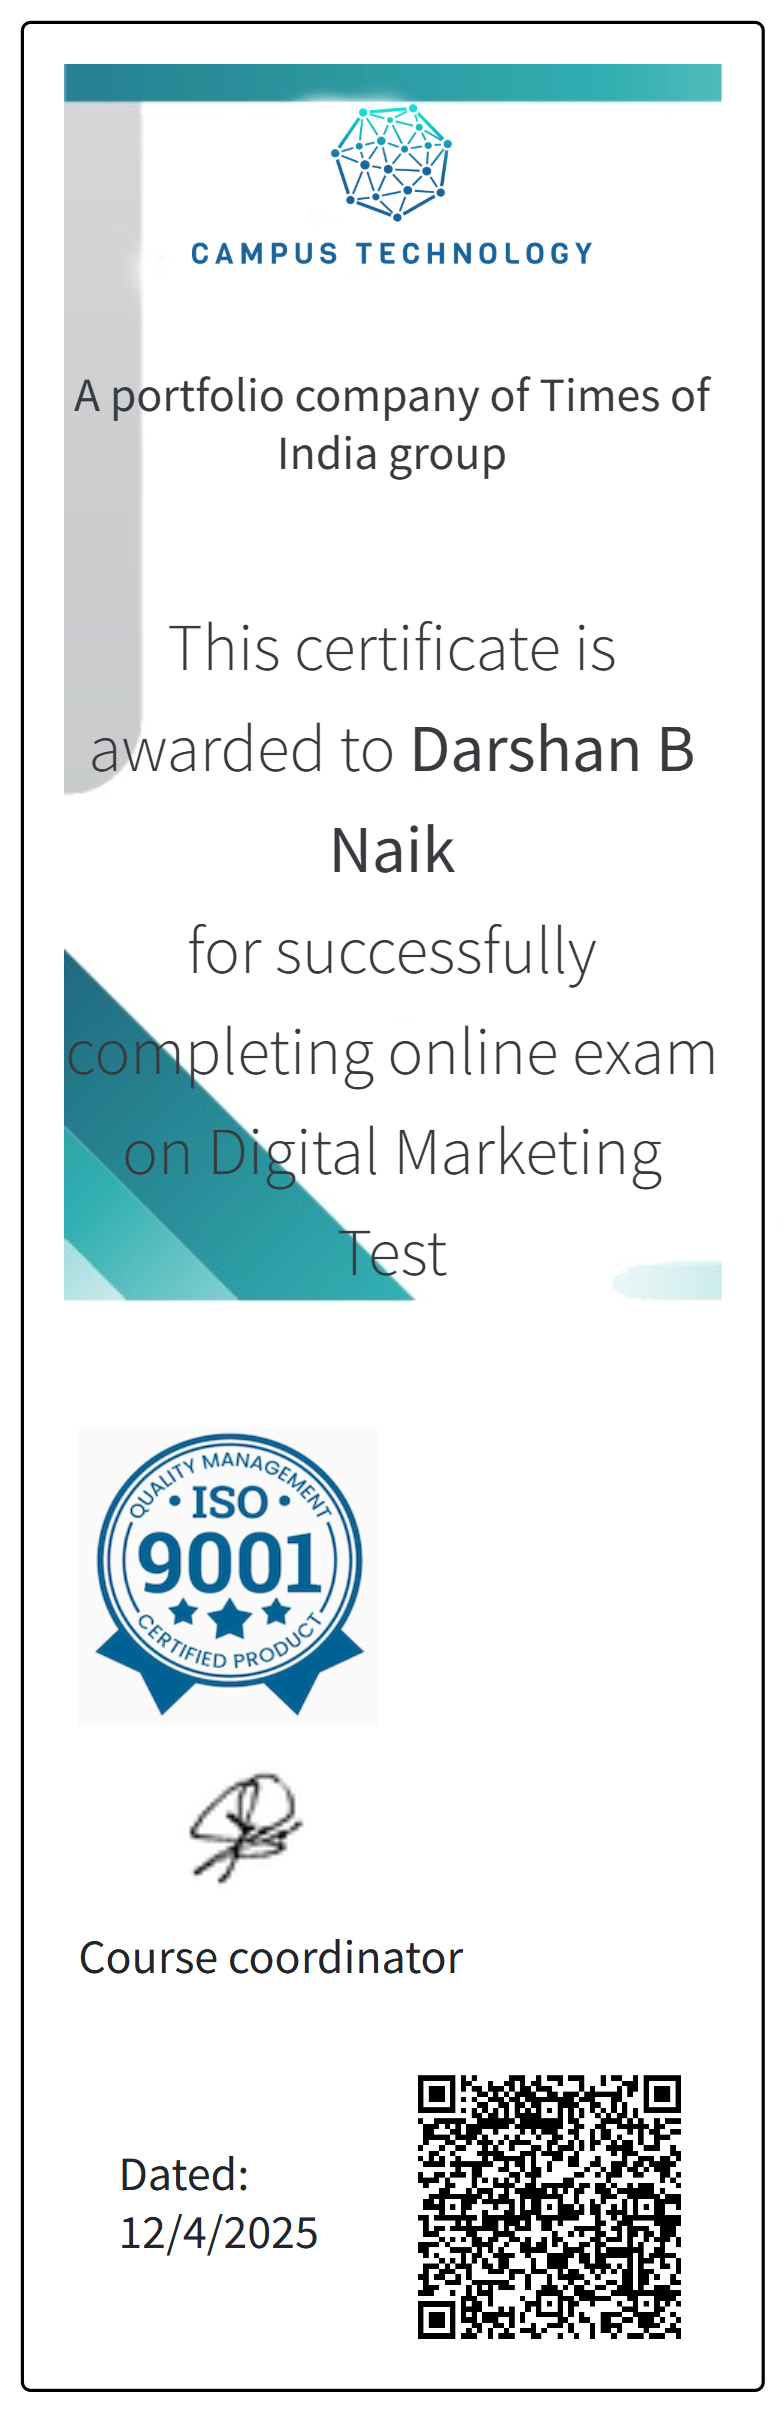 CAMPUS TECHNOLOGY
A portfolio company of Times of
India group
This certificate is
awarded to Darshan B
Naik
for successfully
completing online exam
on Digital Marketing
Test
QUALITY MANAGEMENT
• ISO •
9001
CERTIFIED PRODUCT
Course coordinator
Dated:
12/4/2025